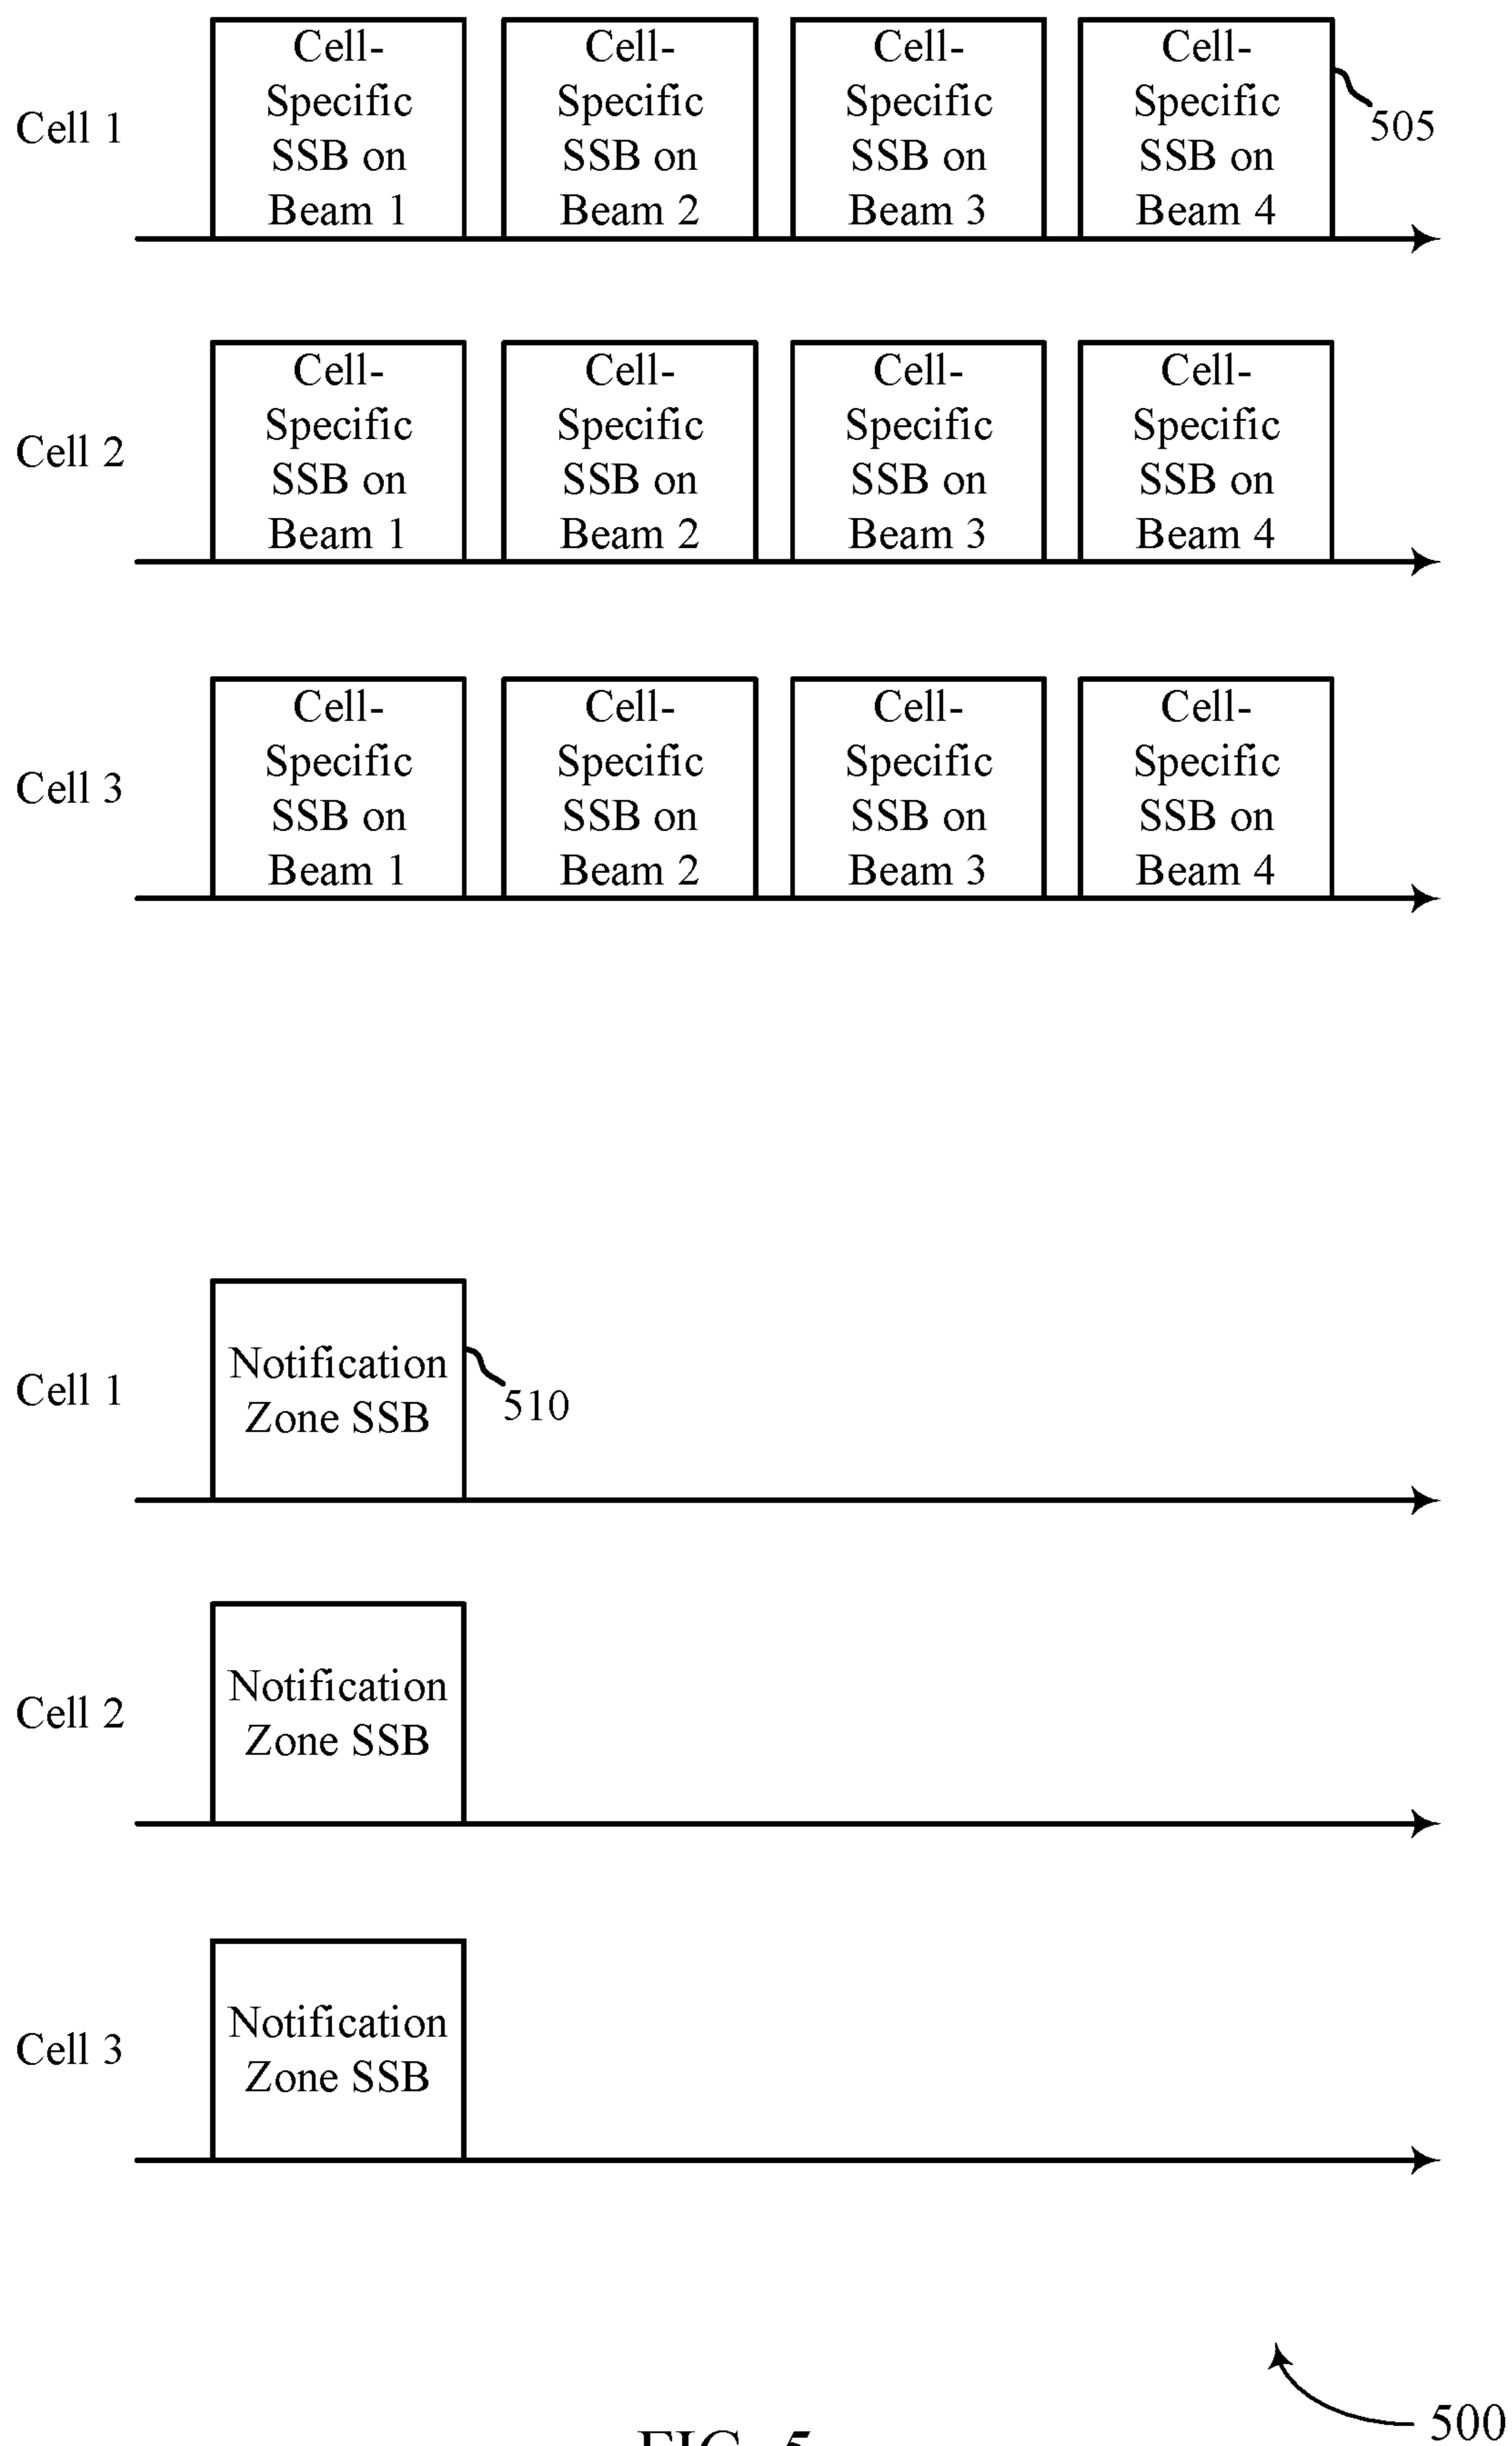 Cell 1
Cell-
Specific
SSB on
Beam 1
Cell-
Specific
SSB on
Beam 2
Cell-
Specific
SSB on
Beam 3
Cell-
Specific
SSB on
Beam 4
505
Cell 2
Cell-
Specific
SSB on
Beam 1
Cell-
Specific
SSB on
Beam 2
Cell-
Specific
SSB on
Beam 3
Cell-
Specific
SSB on
Beam 4
Cell 3
Cell-
Specific
SSB on
Beam 1
Cell-
Specific
SSB on
Beam 2
Cell-
Specific
SSB on
Beam 3
Cell-
Specific
SSB on
Beam 4
Cell 1
Notification
Zone SSB
510
Cell 2
Notification
Zone SSB
Cell 3
Notification
Zone SSB
500
FIG. 5